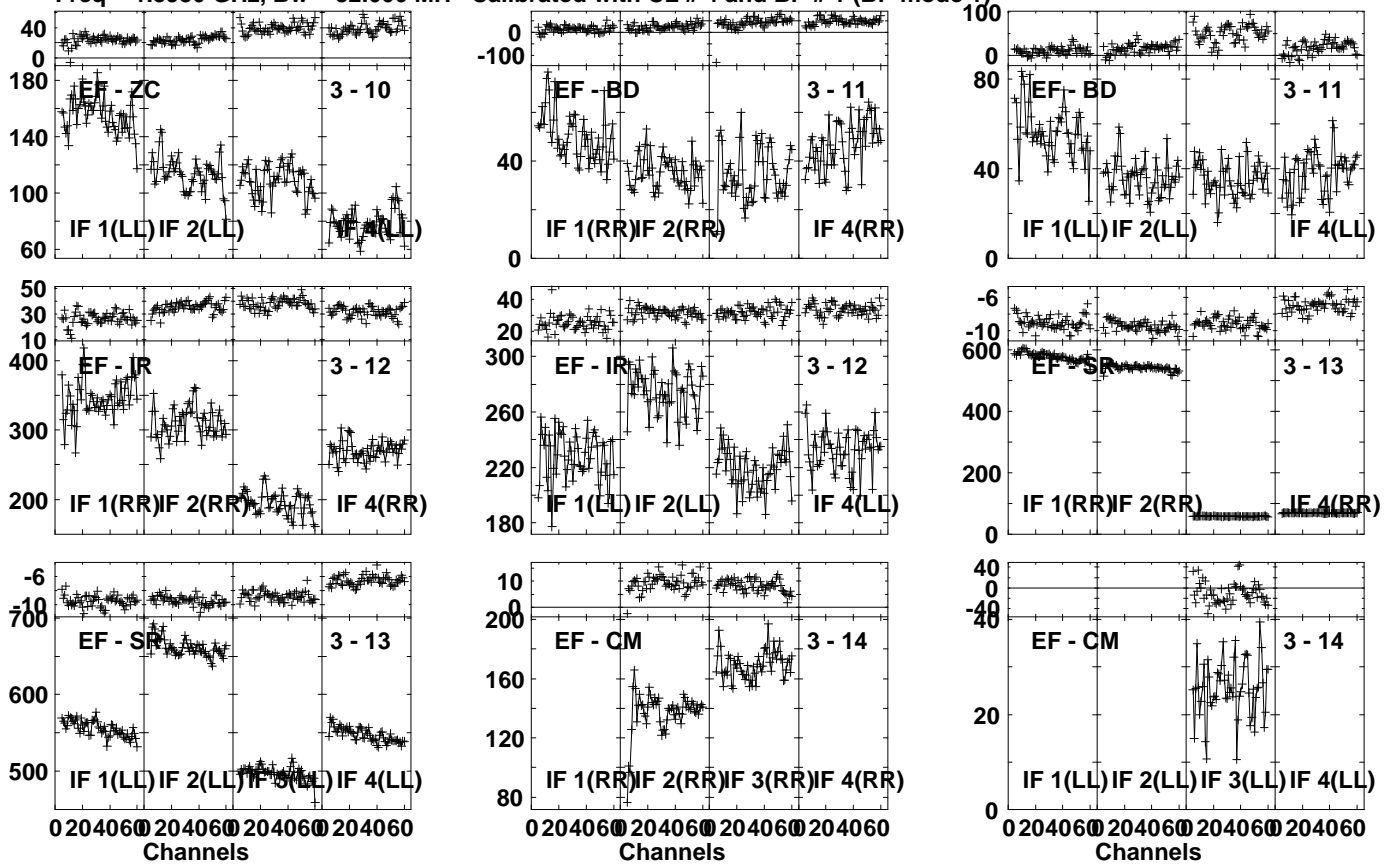 40
0
180
140
100
60
EF - ZC
3 - 10
IF 1(LL)
IF 2(LL)
IF 4(LL)
0
-100
80
40
0
EF - BD
3 - 11
IF 1(RR)
IF 2(RR)
IF 4(RR)
100
0
80
40
0
EF - BD
3 - 11
IF 1(LL)
IF 2(LL)
IF 4(LL)
50
30
10
400
300
200
EF - IR
3 - 12
IF 1(RR)
IF 2(RR)
IF 4(RR)
40
20
300
260
220
180
EF - IR
3 - 12
IF 1(LL)
IF 2(LL)
IF 4(LL)
-6
-10
600
400
200
0
EF - SR
3 - 13
IF 1(RR)
IF 2(RR)
IF 4(RR)
-6
-10
700
600
500
EF - SR
3 - 13
IF 1(LL)
IF 2(LL)
IF 3(LL)
IF 4(LL)
10
0
200
160
120
80
EF - CM
3 - 14
IF 1(RR)
IF 2(RR)
IF 3(RR)
IF 4(RR)
40
0
-40
40
20
0
EF - CM
3 - 14
IF 1(LL)
IF 2(LL)
IF 3(LL)
IF 4(LL)
0 204060 204060 204060 204060
Channels
0 204060 204060 204060 204060
Channels
0 204060 204060 204060 204060
Channels